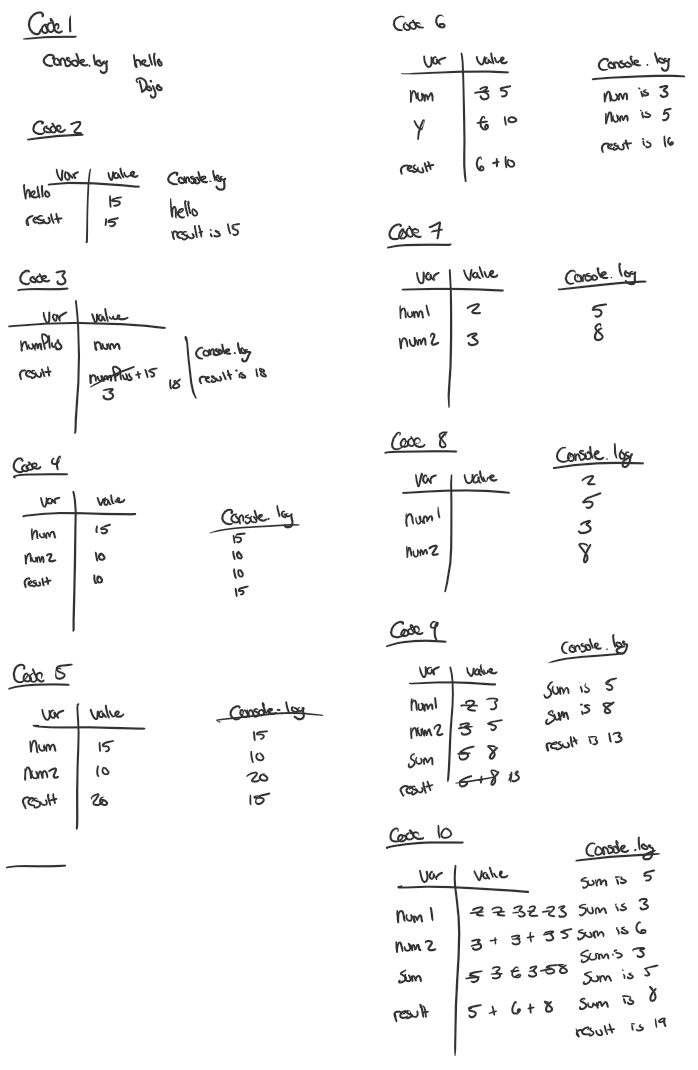 Code 1
Console.log hello
Dojo
Code 2
Var value Console.log
hello 15 hello
result 15 result is 15
Code 3
Var value
numPlus num Console.log
result numPlus + 15 18 result is 18
3
Code 4
Var value Console.log
num 15 15
num2 10 10
result 10 10
15
Code 5
Var value Console.log
num 15 15
num2 10 10
result 20 20
15
Code 6
Var value Console.log
num 3 5 num is 3
y 6 10 num is 5
result 6 + 10 resut is 16
Code 7
Var value Console.log
num1 2 5
num2 3 8
Code 8
Var value Console.log
num1 2
num2 5
3
8
Code 9
Var value Console.log
num1 2 3 Sum is 5
num2 3 5 Sum is 8
Sum 5 8 result is 13
result 5+8 13
Code 10
Var value Console.log
Sum is 5
num1 2 2 3 2 2 3 Sum is 3
num2 3 + 3 + 3 5 Sum is 6
Sum is 3
Sum 5 3 6 3 5 8 Sum is 5
result 5 + 6 + 8 Sum is 8
result is 19